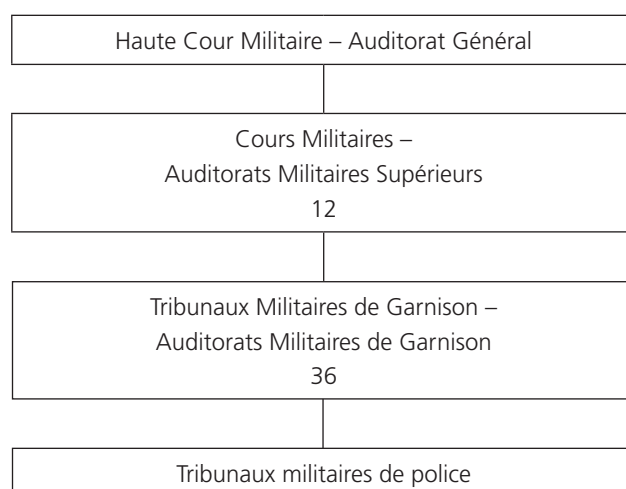 Haute Cour Militaire – Auditorat Général
Cours Militaires –
Auditorats Militaires Supérieurs
12
Tribunaux Militaires de Garnison –
Auditorats Militaires de Garnison
36
Tribunaux militaires de police